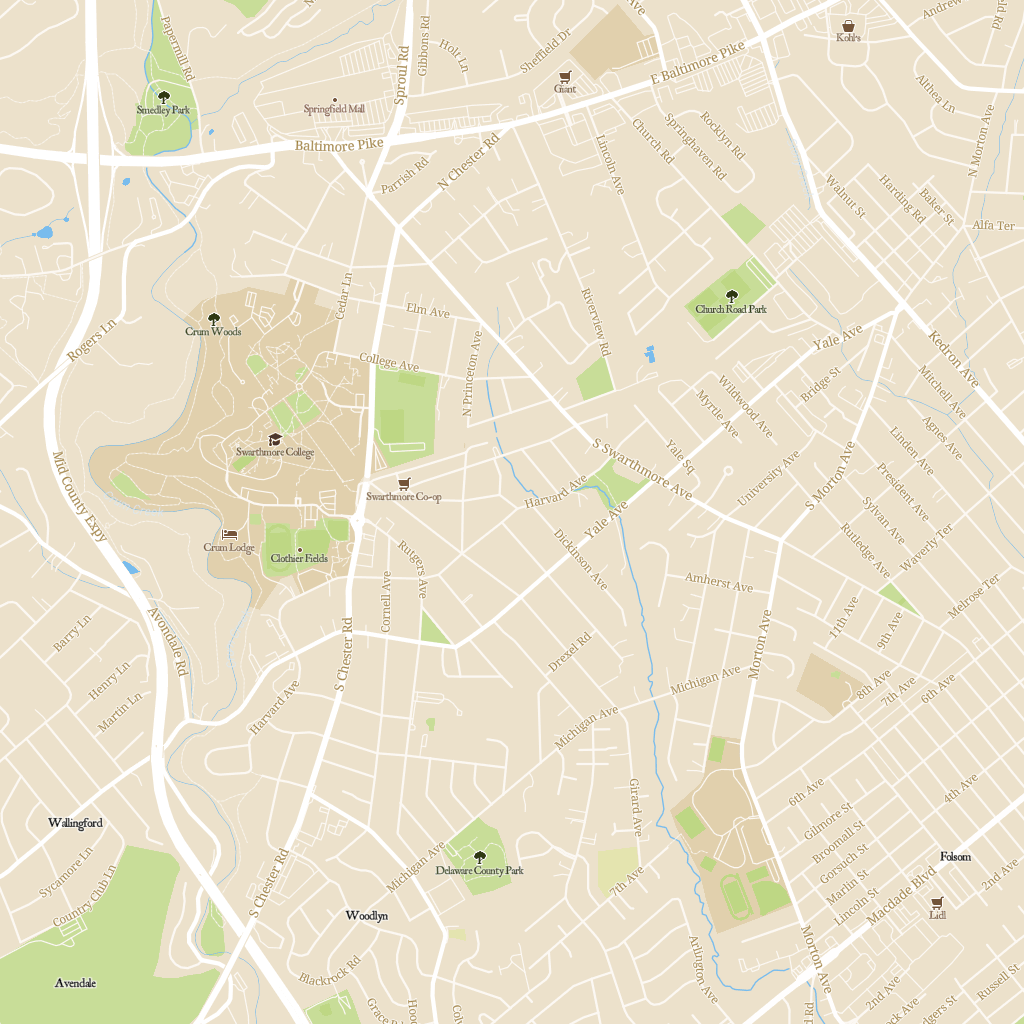 Papermill Rd
Sproul Rd
Gibbons Rd
Holt Ln
Sheffield Dr
Ave
E Baltimore Pike
Kohl's
Andrew
Althea Ln
N Morton Ave
Smedley Park
Springfield Mall
Giant
Baltimore Pike
N Chester Rd
Parrish Rd
Lincoln Ave
Church Rd
Springhaven Rd
Rocklyn Rd
Walnut St
Harding Rd
Baker St
Alfa Ter
Cedar Ln
Elm Ave
Crum Woods
Rogers Ln
College Ave
N Princeton Ave
Riverview Rd
Church Road Park
Yale Ave
Kedron Ave
Bridge St
Mitchell Ave
Wildwood Ave
Myrtle Ave
Agnes Ave
Linden Ave
Swarthmore College
Yale Sq
S Swarthmore Ave
University Ave
S Morton Ave
President Ave
Swarthmore Co-op
Harvard Ave
Yale Ave
Sylvan Ave
Mid County Expy
Crum Lodge
Clothier Fields
Rutgers Ave
Dickinson Ave
Rutledge Ave
Waverly Ter
Cornell Ave
Amherst Ave
Melrose Ter
11th Ave
9th Ave
Barry Ln
Avondale Rd
S Chester Rd
Drexel Rd
Morton Ave
Henry Ln
Martin Ln
Harvard Ave
Michigan Ave
Michigan Ave
8th Ave
7th Ave
6th Ave
Girard Ave
6th Ave
4th Ave
Wallingford
Gilmore St
Broomall St
Gorsuch St
Martin St
Lincoln St
Folsom
Sycamore Ln
Country Club Ln
S Chester Rd
Michigan Ave
Delaware County Park
7th Ave
Macdade Blvd
2nd Ave
Lidl
Woodlyn
Avendale
Blackrock Rd
Arlington Ave
Morton Ave
2nd Ave
Russell St